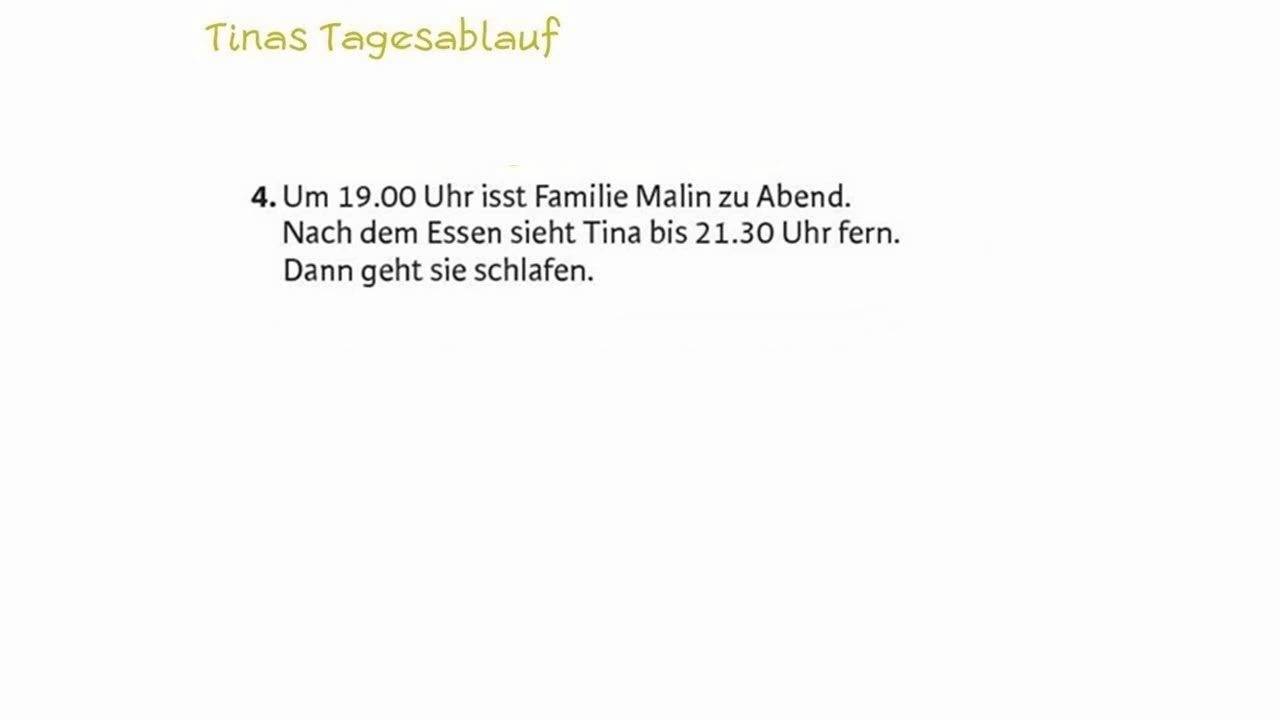 Tinas Tagesablauf
4. Um 19.00 Uhr isst Familie Malin zu Abend.
Nach dem Essen sieht Tina bis 21.30 Uhr fern.
Dann geht sie schlafen.